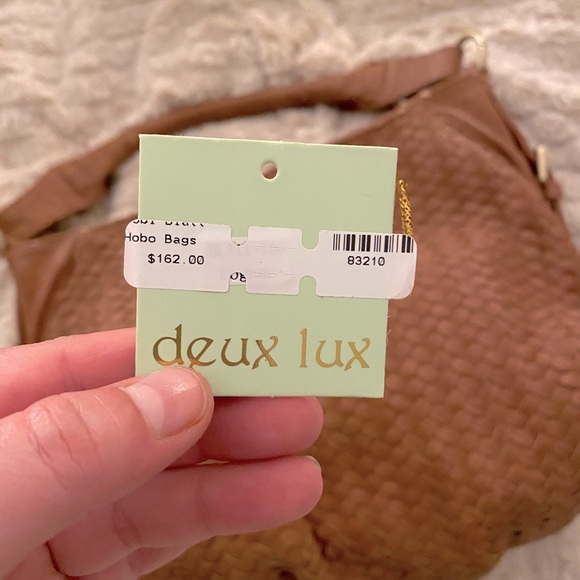 Hobo Bags
$162.00
83210
deux lux